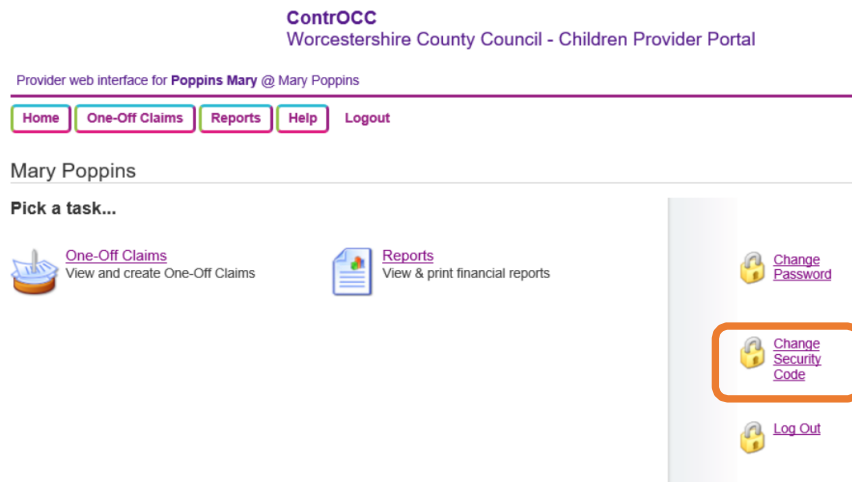 ControCC
Worcestershire County Council - Children Provider Portal
Provider web interface for Poppins Mary @ Mary Poppins
Home One-Off Claims Reports Help Logout
Mary Poppins
Pick a task...
One-Off Claims
View and create One-Off Claims
Reports
View & print financial reports
Change
Password
Change
Security
Code
Log Out